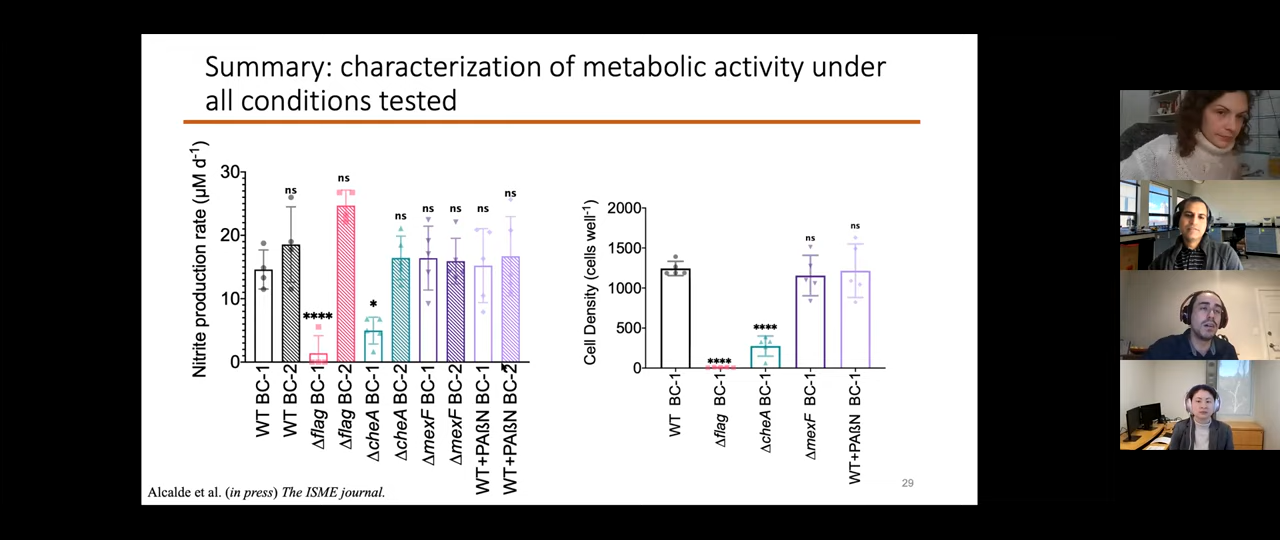 Summary: characterization of metabolic activity under
all conditions tested
Nitrite production rate (µM d⁻¹)
30
20
10
0
ns
****
ns
*
ns
ns
ns
ns
ns
WT BC-1
WT BC-2
Δflag BC-1
Δflag BC-2
ΔcheA BC-1
ΔcheA BC-2
ΔmexF BC-1
ΔmexF BC-2
WT+PAßN BC-1
WT+PAßN BC-2
Cell Density (cells well⁻¹)
2000
1500
1000
500
0
****
****
ns
ns
WT BC-1
Δflag BC-1
ΔcheA BC-1
ΔmexF BC-1
WT+PAßN BC-1
Alcalde et al. (in press) The ISME journal.
29